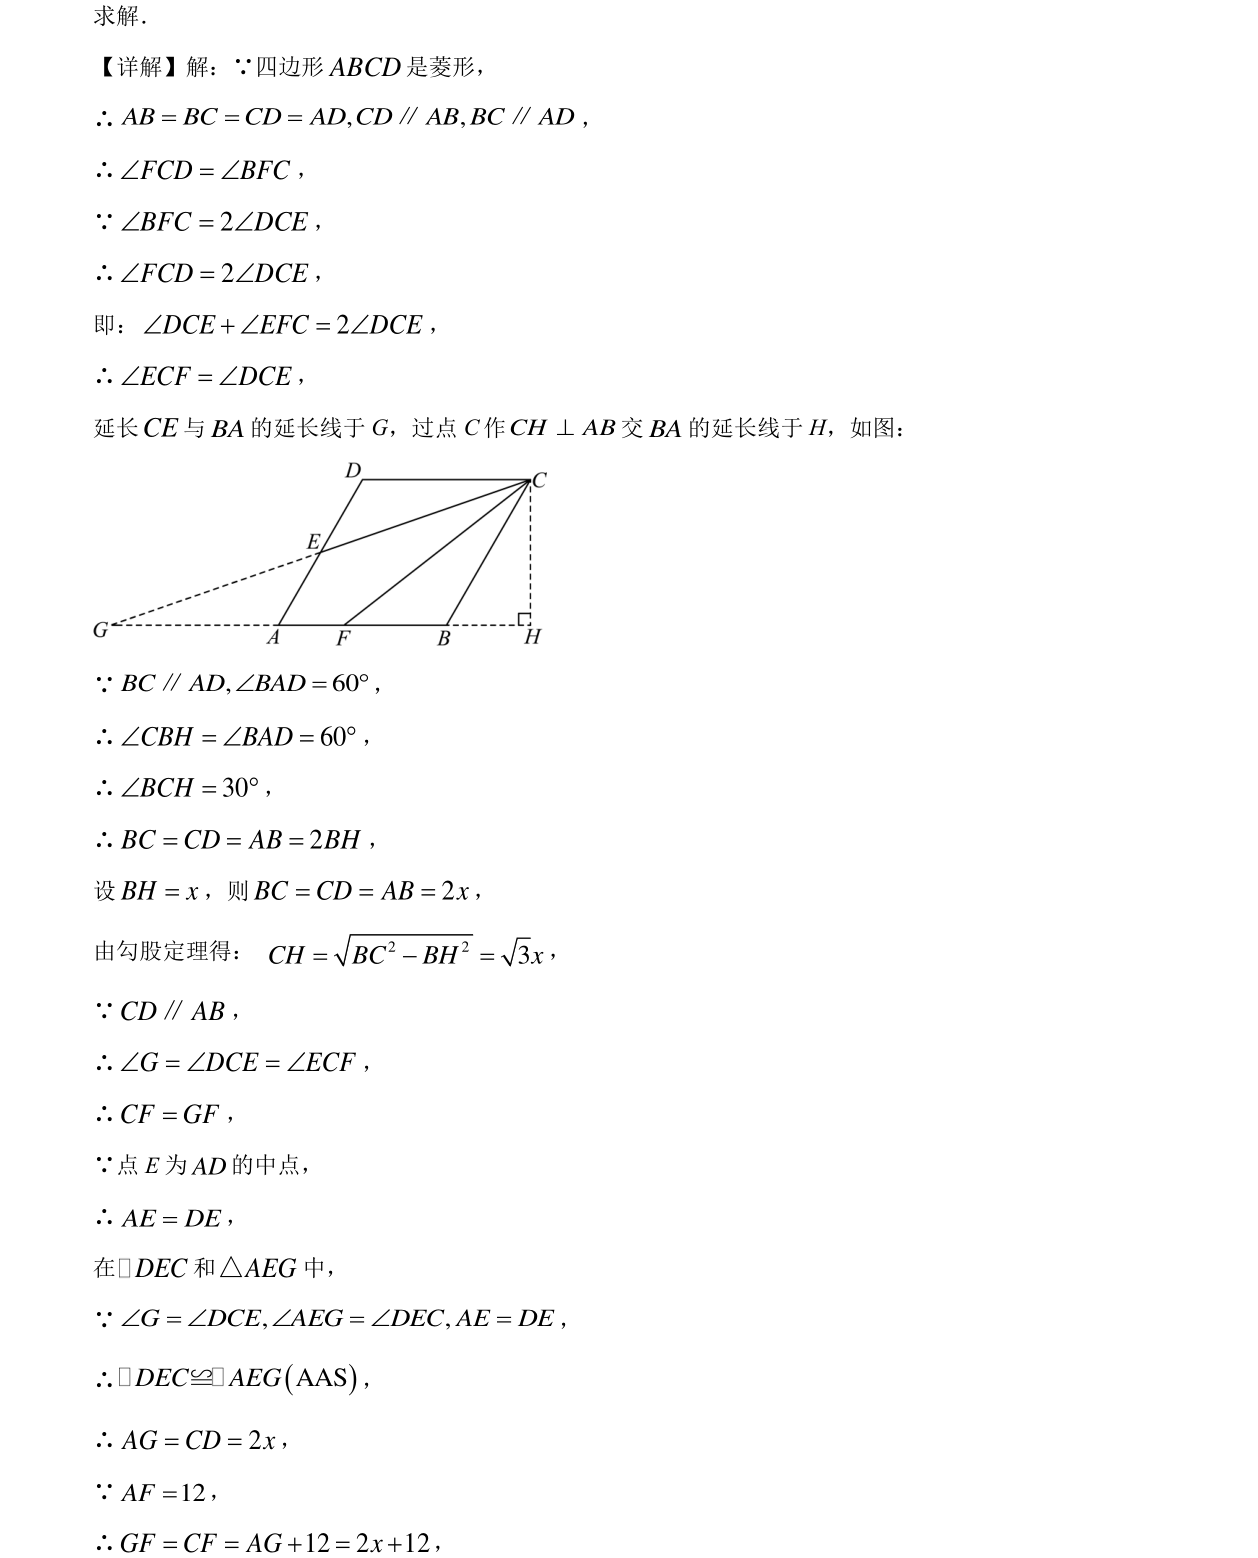 求解．
【详解】解：∵四边形ABCD是菱形，
∴AB=BC=CD=AD,CD∥AB,BC∥AD，
∴∠FCD=∠BFC，
∵∠BFC=2∠DCE，
∴∠FCD=2∠DCE，
即：∠DCE+∠EFC=2∠DCE，
∴∠ECF=∠DCE，
延长CE与BA的延长线于G，过点C作CH⊥AB交BA的延长线于H，如图：
D
C
E
G
A
F
B
H
∵BC∥AD,∠BAD=60°，
∴∠CBH=∠BAD=60°，
∴∠BCH=30°，
∴BC=CD=AB=2BH，
设BH=x，则BC=CD=AB=2x，
由勾股定理得：CH=√(BC²−BH²)=√3x，
∵CD∥AB，
∴∠G=∠DCE=∠ECF，
∴CF=GF，
∵点E为AD的中点，
∴AE=DE，
在□DEC和△AEG中，
∵∠G=∠DCE,∠AEG=∠DEC,AE=DE，
∴□DEC≌□AEG(AAS)，
∴AG=CD=2x，
∵AF=12，
∴GF=CF=AG+12=2x+12，